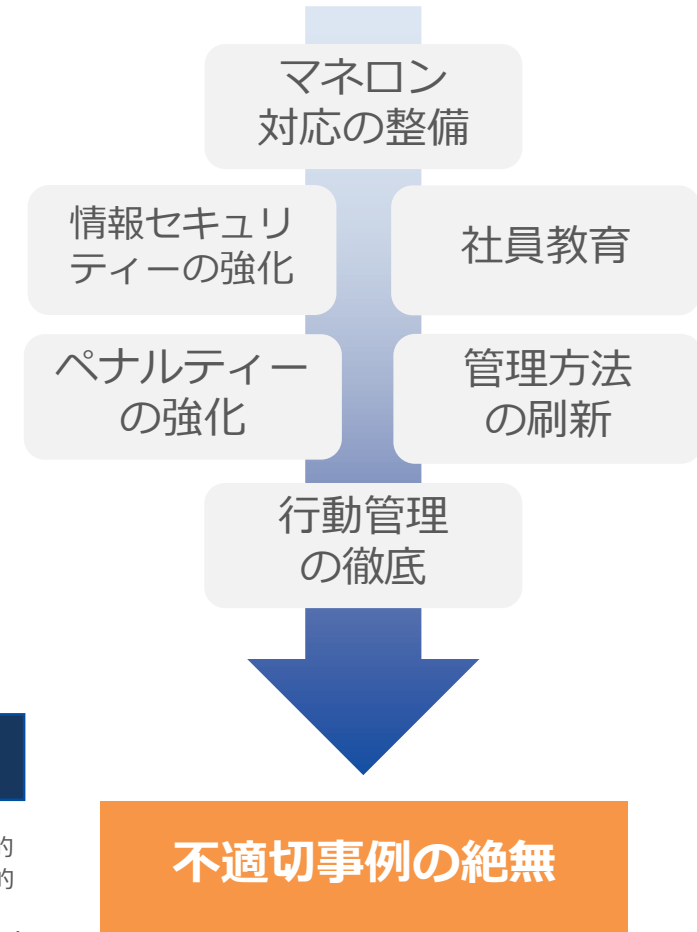 マネロン
対応の整備
情報セキュリ
ティーの強化
社員教育
ペナルティー
の強化
管理方法
の刷新
行動管理
の徹底
不適切事例の絶無
的
的